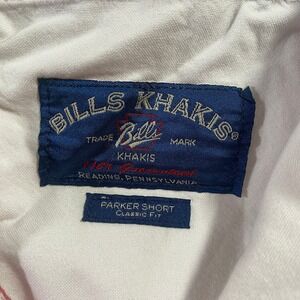 BILLS KHAKIS®
TRADE Bills MARK
KHAKIS
READING, PENNSYLVANIA
PARKER SHORT
CLASSIC FIT